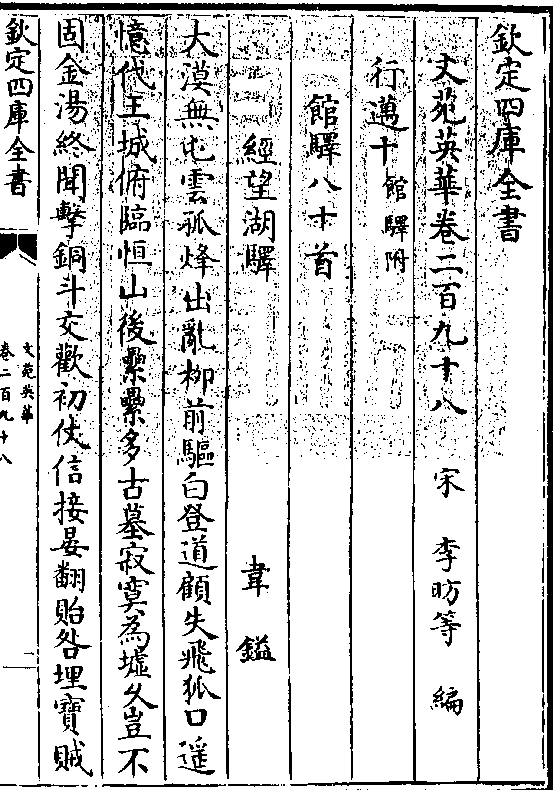 欽定四庫全書
文苑英華卷二百九十八　宋　李昉等　編
行邁十館驛附
館驛八十首
經望湖驛　韋鎰
大漠無屯雲孤烽出亂柳前驅白登道顧失飛狐口遥
憶代王城俯臨恒山後纍纍多古墓寂寞為墟久豈不
固金湯終聞擊銅斗交歡初仗信接晏翻貽咎埋寶賊
欽定四庫全書
文苑英華
卷二百九十八
一